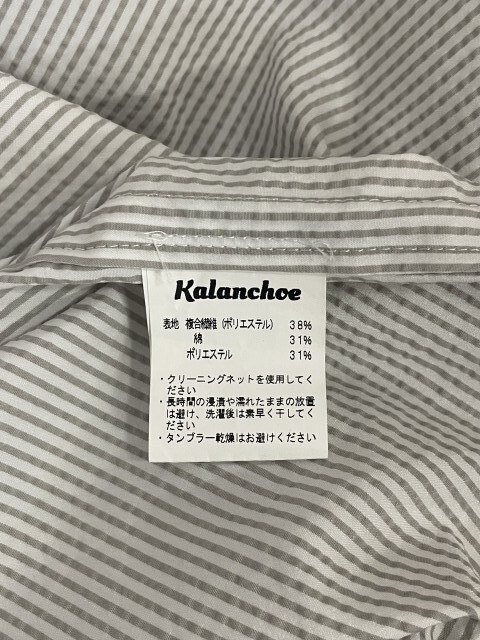 Kalanchoe
表地 複合繊維（ポリエステル） 38%
綿 31%
ポリエステル 31%
・クリーニングネットを使用してく
ださい
・長時間の浸漬や濡れたままの放置
は避け、洗濯後は素早く干してく
ださい
・タンブラー乾燥はお避けください